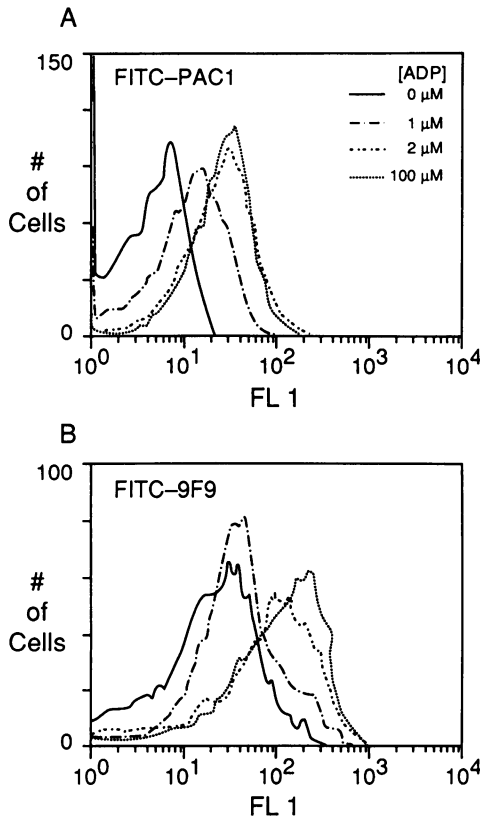 A
150
FITC–PAC1
[ADP]
0 µM
1 µM
2 µM
100 µM
#
of
Cells
0
10⁰ 10¹ 10² 10³ 10⁴
FL 1
B
100
FITC–9F9
#
of
Cells
0
10⁰ 10¹ 10² 10³ 10⁴
FL 1